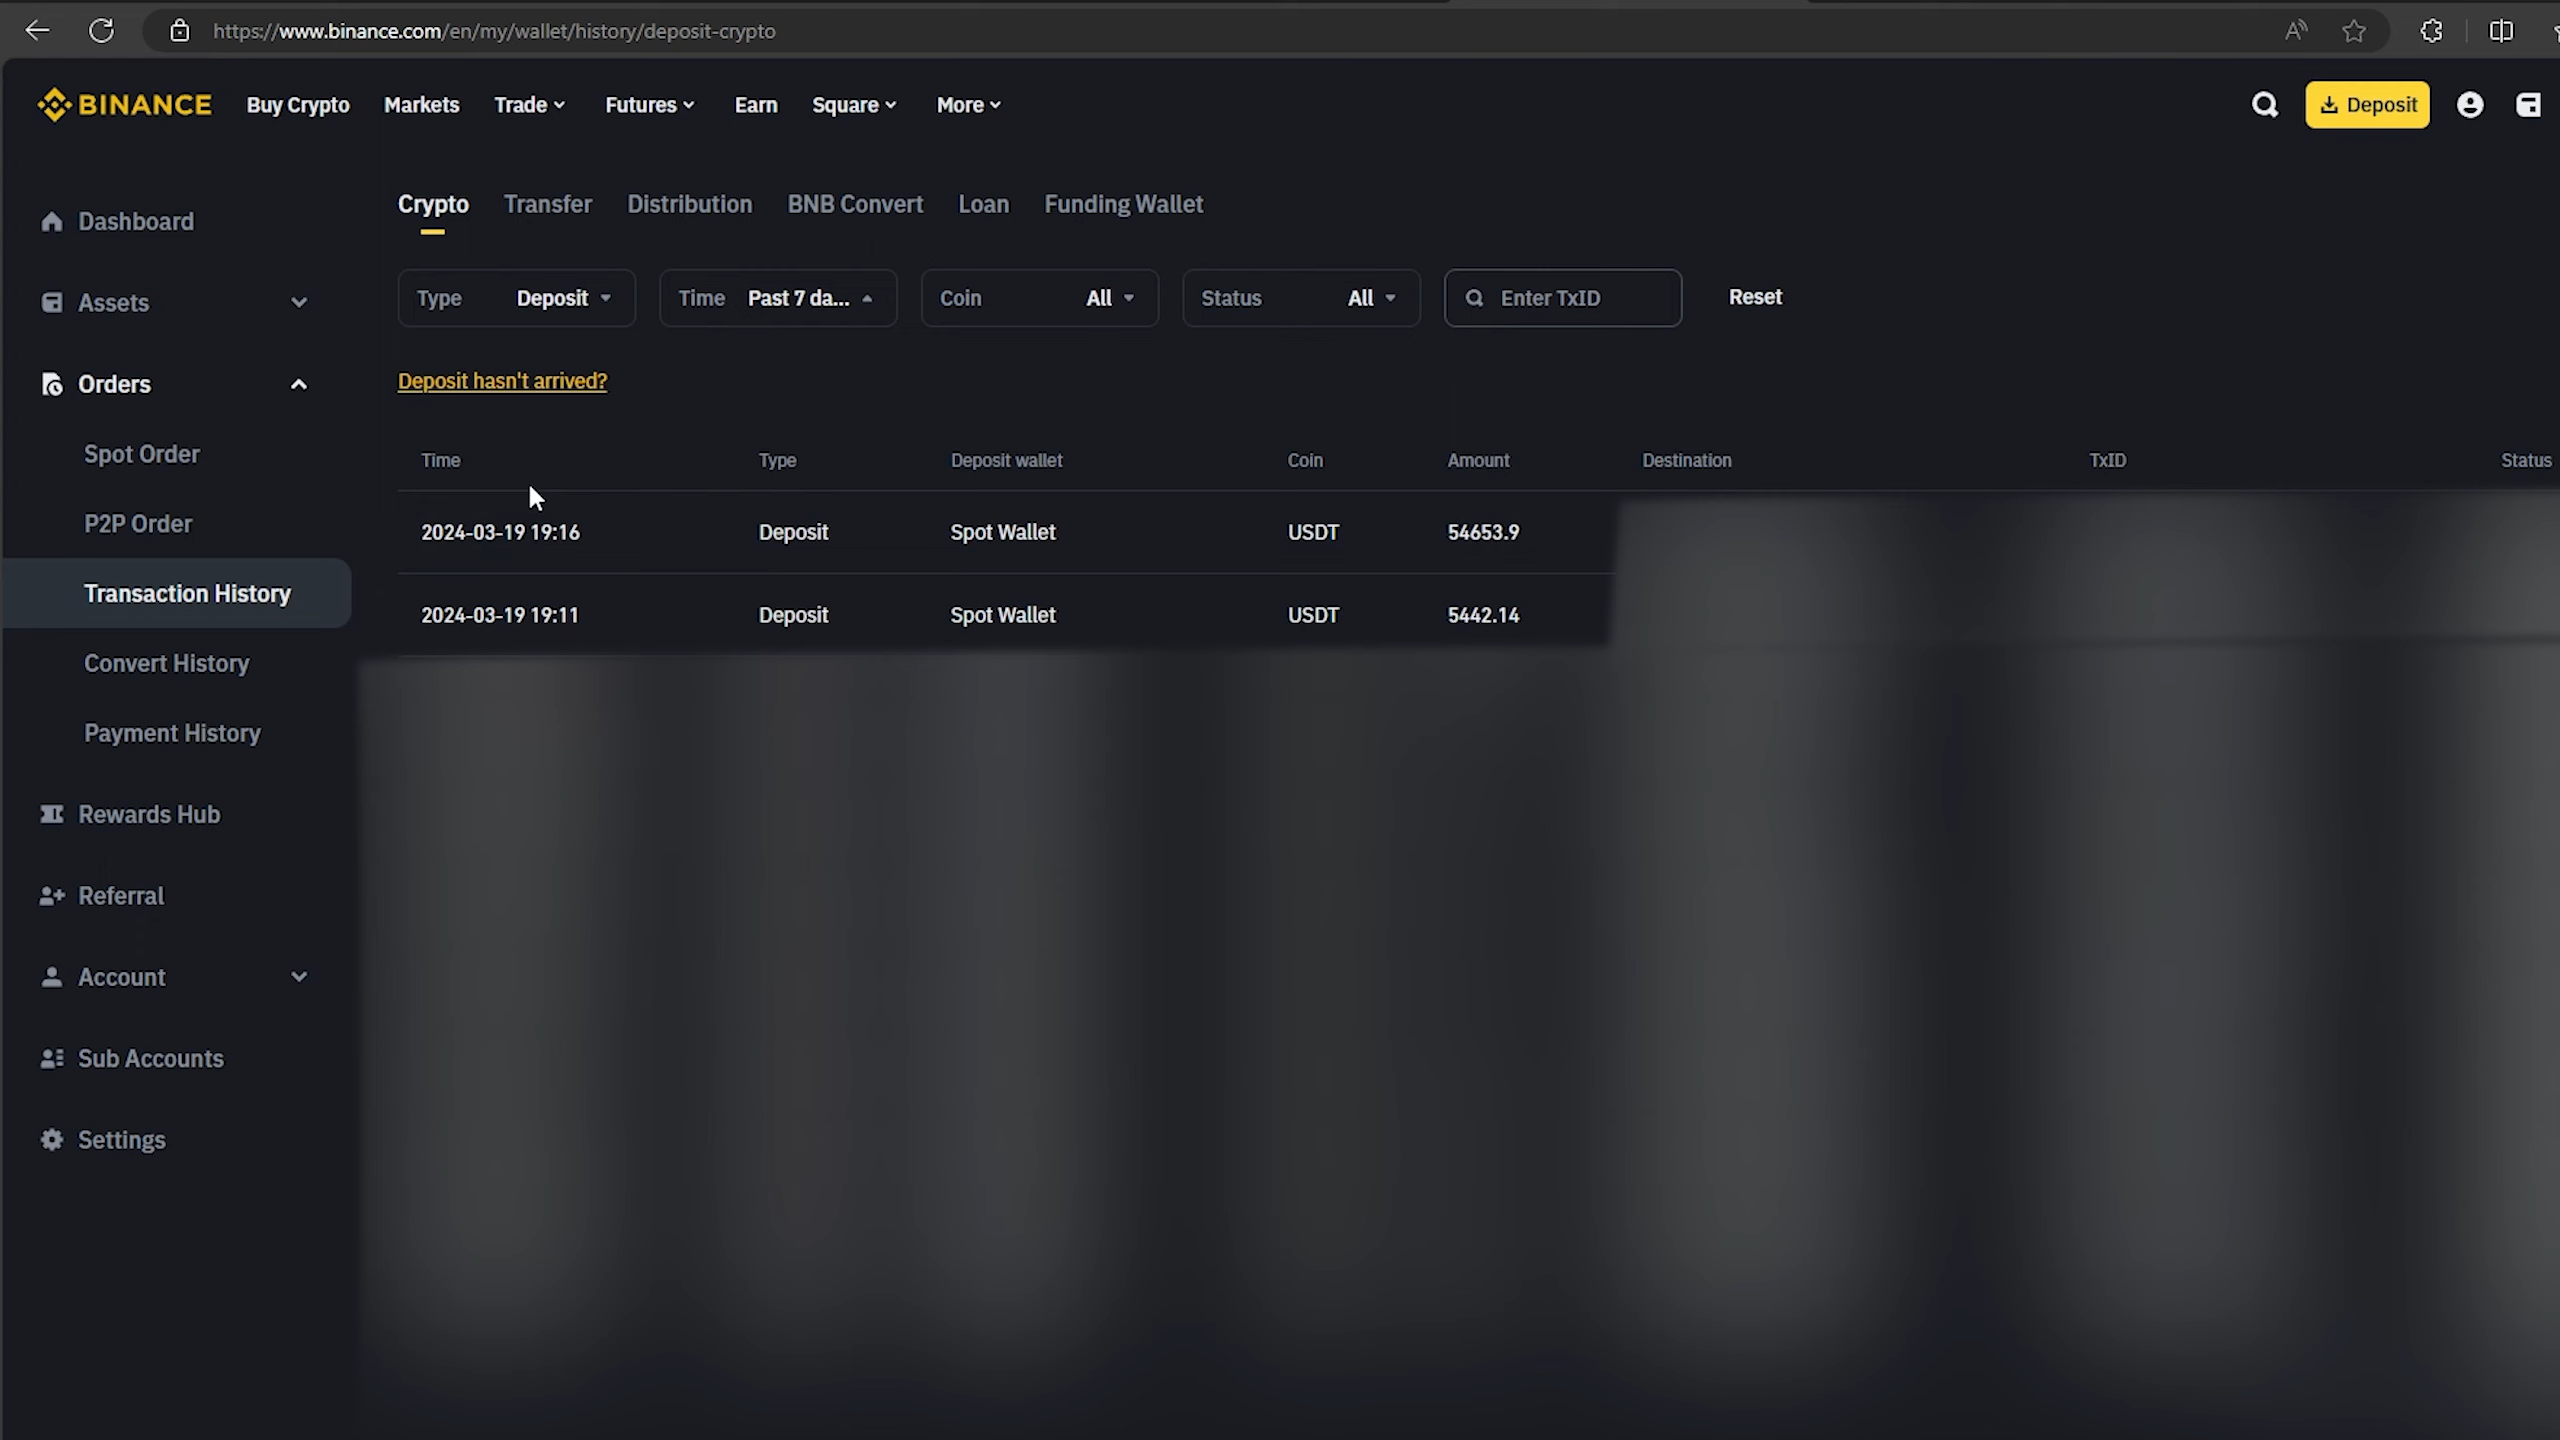 https://www.binance.com/en/my/wallet/history/deposit-crypto
BINANCE Buy Crypto Markets Trade Futures Earn Square More Deposit
Crypto Transfer Distribution BNB Convert Loan Funding Wallet
Type Deposit Time Past 7 da... Coin All Status All Enter TxID Reset
Deposit hasn't arrived?
Time Type Deposit wallet Coin Amount Destination TxID Status
2024-03-19 19:16 Deposit Spot Wallet USDT 54653.9
2024-03-19 19:11 Deposit Spot Wallet USDT 5442.14
Dashboard
Assets
Orders
Spot Order
P2P Order
Transaction History
Convert History
Payment History
Rewards Hub
Referral
Account
Sub Accounts
Settings